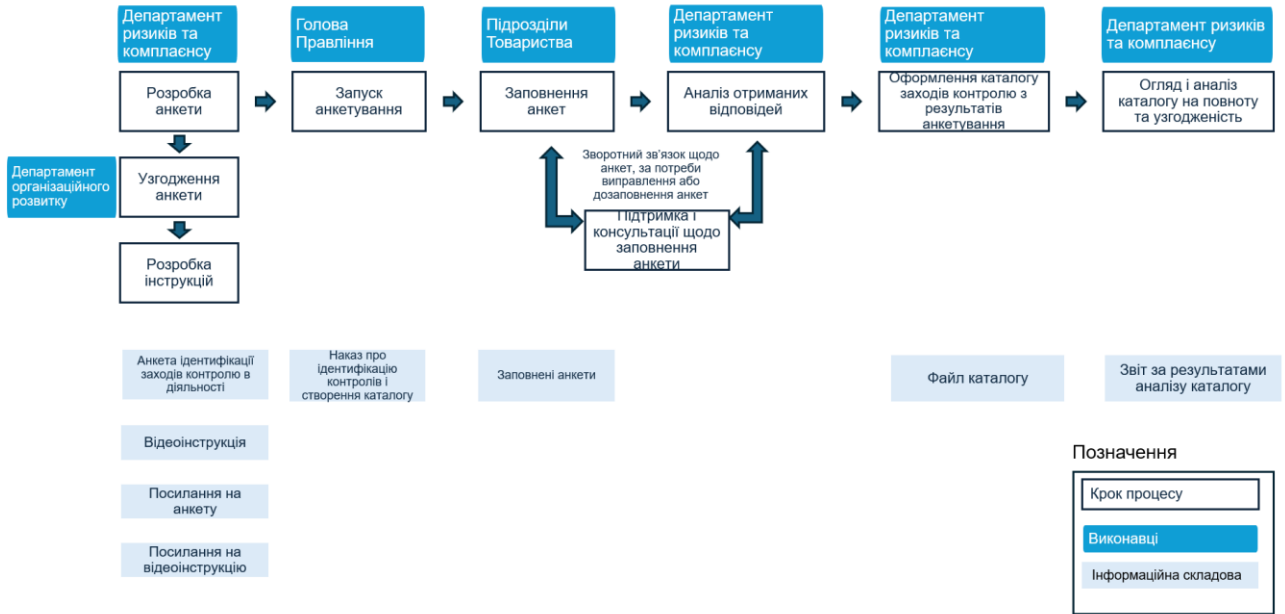 Департамент
ризиків та
комплаєнсу
Голова
Правління
Підрозділи
Товариства
Департамент
ризиків та
комплаєнсу
Департамент
ризиків та
комплаєнсу
Департамент ризиків
та комплаєнсу
Розробка
анкети
Запуск
анкетування
Заповнення
анкет
Аналіз отриманих
відповідей
Оформлення каталогу
заходів контролю з
результатів
анкетування
Огляд і аналіз
каталогу на повноту
та узгодженість
Департамент
організаційного
розвитку
Узгодження
анкети
Зворотний зв'язок щодо
анкет, за потреби
виправлення або
дозаповнення анкет
Підтримка і
консультації щодо
заповнення
анкети
Розробка
інструкцій
Анкета ідентифікації
заходів контролю в
діяльності
Наказ про
ідентифікацію
контролів і
створення каталогу
Заповнені анкети
Файл каталогу
Звіт за результатами
аналізу каталогу
Відеоінструкція
Посилання на
анкету
Посилання на
відеоінструкцію
Позначення
Крок процесу
Виконавці
Інформаційна складова